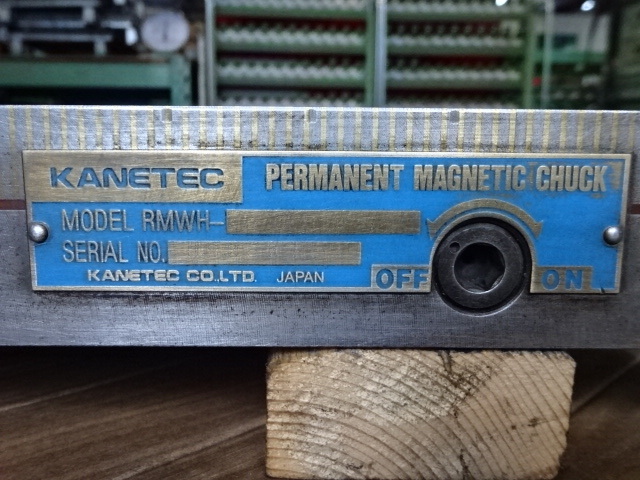 KANETEC
PERMANENT MAGNETIC CHUCK
MODEL RMWH-
SERIAL NO.
KANETEC CO.LTD. JAPAN
OFF ON